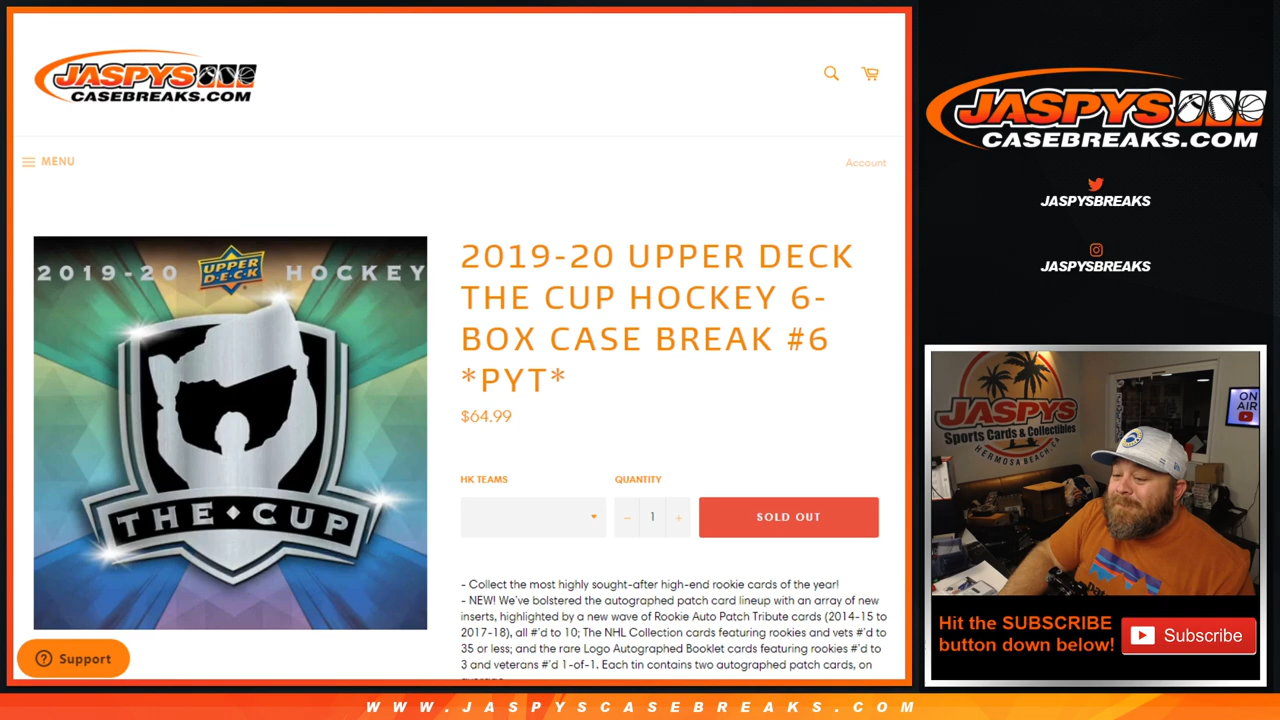 JASPYS
CASEBREAKS.COM
MENU
Account
2019-20 UPPER DECK HOCKEY
THE CUP
2019-20 UPPER DECK
THE CUP HOCKEY 6-
BOX CASE BREAK #6
*PYT*
$64.99
HK TEAMS
QUANTITY
− 1 +
SOLD OUT
- Collect the most highly sought-after high-end rookie cards of the year!
- NEW! We've bolstered the autographed patch card lineup with an array of new
inserts, highlighted by a new wave of Rookie Auto Patch Tribute cards (2014-15 to
2017-18), all #'d to 10; The NHL Collection cards featuring rookies and vets #'d to
35 or less; and the rare Logo Autographed Booklet cards featuring rookies #'d to
3 and veterans #'d 1-of-1. Each tin contains two autographed patch cards, on
Support
JASPYS
CASEBREAKS.COM
JASPYSBREAKS
JASPYSBREAKS
JASPYS
Sports Cards & Collectibles
HERMOSA BEACH, CA
ON
AIR
Hit the SUBSCRIBE
button down below!
Subscribe
WWW.JASPYSCASEBREAKS.COM